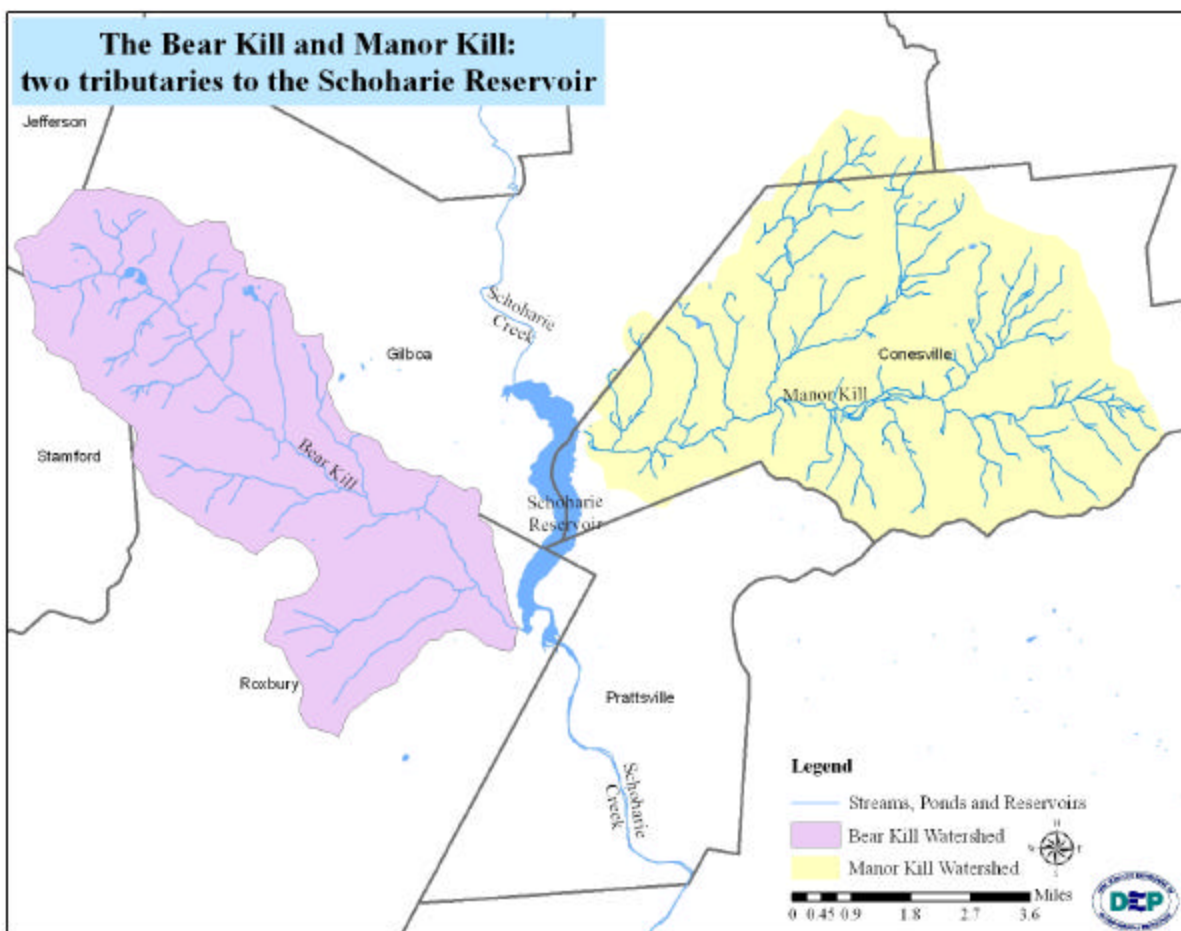 The Bear Kill and Manor Kill:
two tributaries to the Schoharie Reservoir
Jefferson
Schoharie
Creek
Gilboa
Conesville
Manor Kill
Stamford
Bear Kill
Schoharie
Reservoir
Roxbury
Prattsville
Schoharie
Creek
Legend
Streams, Ponds and Reservoirs
Bear Kill Watershed
Manor Kill Watershed
Miles
0 0.45 0.9 1.8 2.7 3.6
DEP